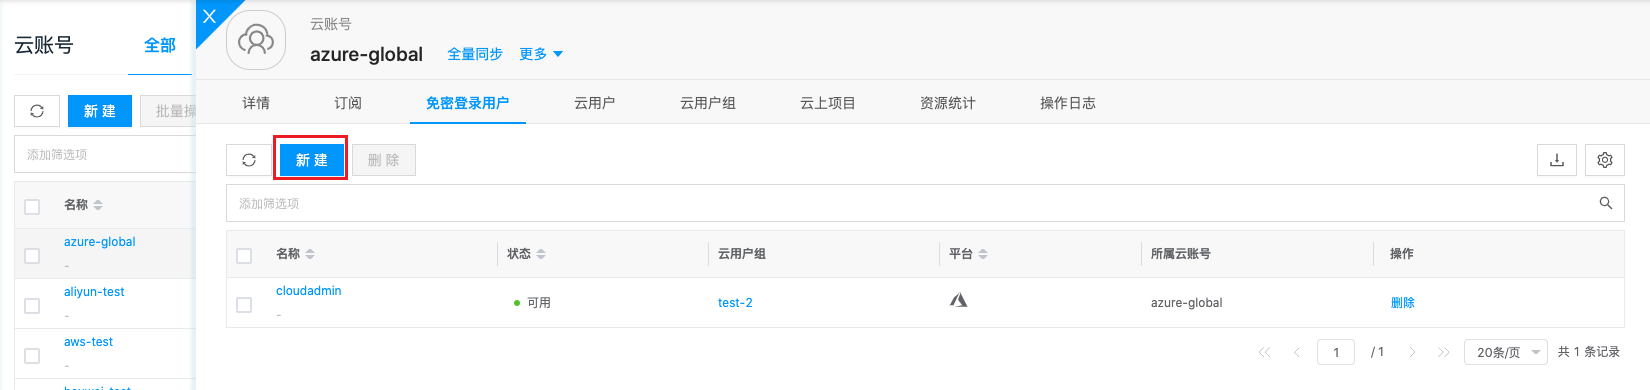 云账号
全部
新 建
批量操
添加筛选项
名称
azure-global
-
aliyun-test
-
aws-test
-
X
云账号
azure-global
全量同步
更多
详情
订阅
免密登录用户
云用户
云用户组
云上项目
资源统计
操作日志
新 建
删 除
添加筛选项
名称
状态
云用户组
平台
所属云账号
操作
cloudadmin
-
可用
test-2
azure-global
删除
1
/ 1
20条/页
共 1 条记录